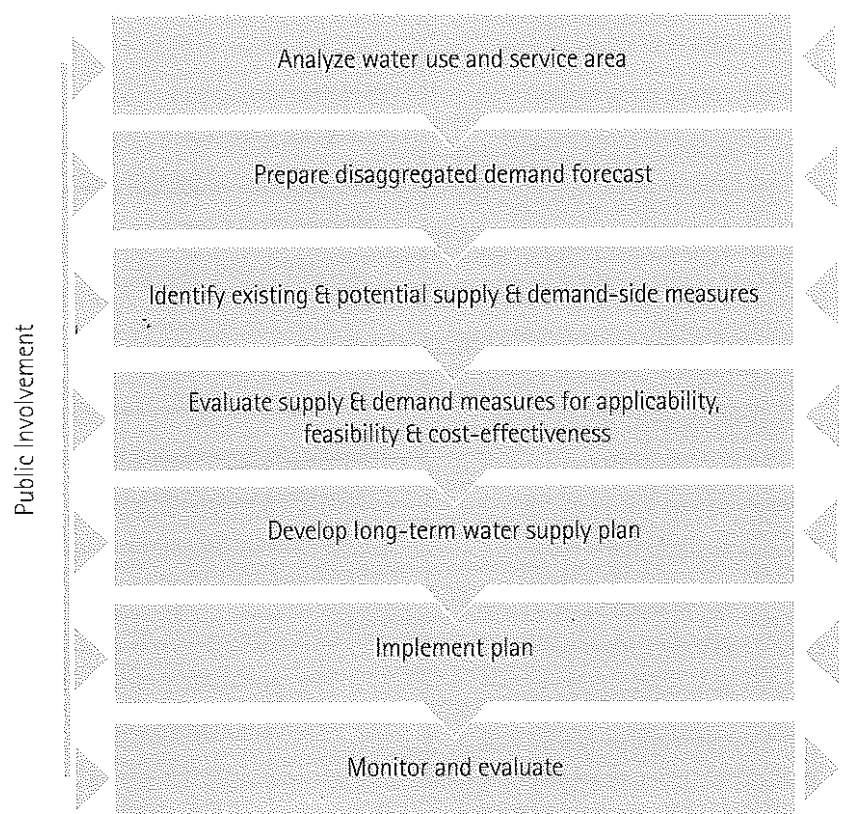 Analyze water use and service area
Prepare disaggregated demand forecast
Identify existing & potential supply & demand-side measures
Evaluate supply & demand measures for applicability,
feasibility & cost-effectiveness
Develop long-term water supply plan
Implement plan
Monitor and evaluate
Public Involvement